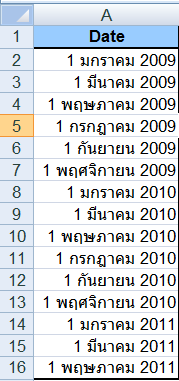 A
1 Date
2 1 มกราคม 2009
3 1 มีนาคม 2009
4 1 พฤษภาคม 2009
5 1 กรกฎาคม 2009
6 1 กันยายน 2009
7 1 พฤศจิกายน 2009
8 1 มกราคม 2010
9 1 มีนาคม 2010
10 1 พฤษภาคม 2010
11 1 กรกฎาคม 2010
12 1 กันยายน 2010
13 1 พฤศจิกายน 2010
14 1 มกราคม 2011
15 1 มีนาคม 2011
16 1 พฤษภาคม 2011